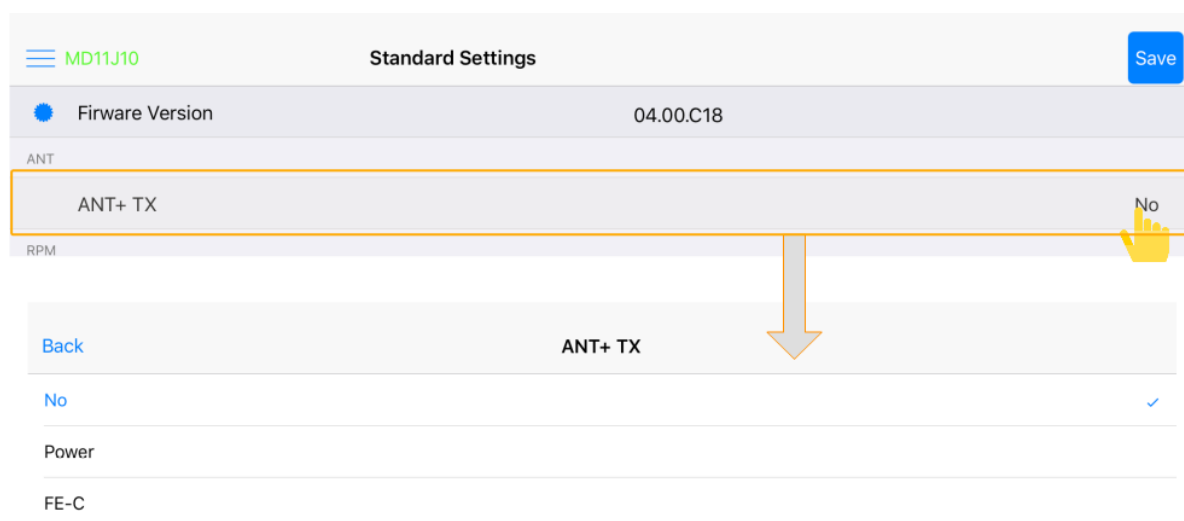 MD11J10 Standard Settings Save
Firware Version 04.00.C18
ANT
ANT+ TX No
RPM
Back ANT+ TX
No
Power
FE-C